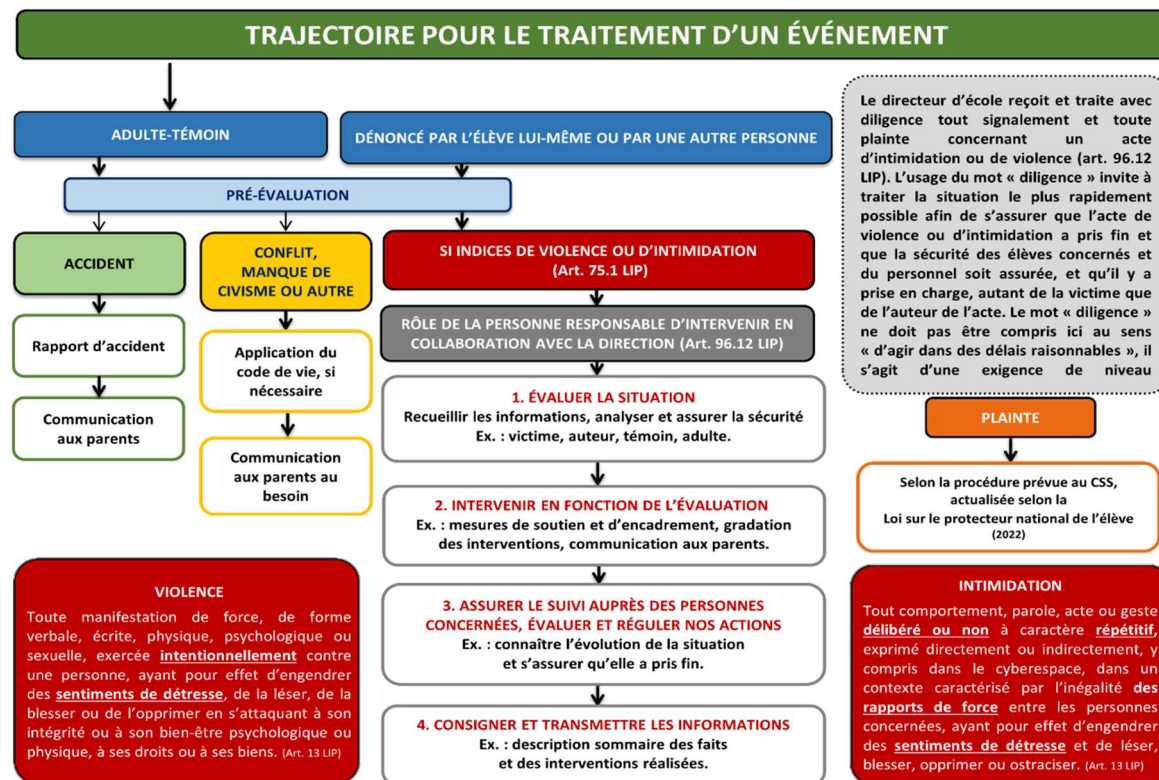 TRAJECTOIRE POUR LE TRAITEMENT D’UN ÉVÉNEMENT
ADULTE-TÉMOIN
DÉNONCÉ PAR L’ÉLÈVE LUI-MÊME OU PAR UNE AUTRE PERSONNE
PRÉ-ÉVALUATION
ACCIDENT
Rapport d’accident
Communication
aux parents
CONFLIT,
MANQUE DE
CIVISME OU AUTRE
Application du
code de vie, si
nécessaire
Communication
aux parents au
besoin
SI INDICES DE VIOLENCE OU D’INTIMIDATION
(Art. 75.1 LIP)
RÔLE DE LA PERSONNE RESPONSABLE D’INTERVENIR EN
COLLABORATION AVEC LA DIRECTION (Art. 96.12 LIP)
1. ÉVALUER LA SITUATION
Recueillir les informations, analyser et assurer la sécurité
Ex. : victime, auteur, témoin, adulte.
2. INTERVENIR EN FONCTION DE L’ÉVALUATION
Ex. : mesures de soutien et d’encadrement, gradation
des interventions, communication aux parents.
3. ASSURER LE SUIVI AUPRÈS DES PERSONNES
CONCERNÉES, ÉVALUER ET RÉGULER NOS ACTIONS
Ex. : connaître l’évolution de la situation
et s’assurer qu’elle a pris fin.
4. CONSIGNER ET TRANSMETTRE LES INFORMATIONS
Ex. : description sommaire des faits
et des interventions réalisées.
Le directeur d’école reçoit et traite avec
diligence tout signalement et toute
plainte concernant un acte
d’intimidation ou de violence (art. 96.12
LIP). L’usage du mot « diligence » invite à
traiter la situation le plus rapidement
possible afin de s’assurer que l’acte de
violence ou d’intimidation a pris fin et
que la sécurité des élèves concernés et
du personnel soit assurée, et qu’il y a
prise en charge, autant de la victime que
de l’auteur de l’acte. Le mot « diligence »
ne doit pas être compris ici au sens
« d’agir dans des délais raisonnables », il
s’agit d’une exigence de niveau
PLAINTE
Selon la procédure prévue au CSS,
actualisée selon la
Loi sur le protecteur national de l’élève
(2022)
VIOLENCE
Toute manifestation de force, de forme
verbale, écrite, physique, psychologique ou
sexuelle, exercée intentionnellement contre
une personne, ayant pour effet d’engendrer
des sentiments de détresse, de la léser, de la
blesser ou de l’opprimer en s’attaquant à son
intégrité ou à son bien-être psychologique ou
physique, à ses droits ou à ses biens. (Art. 13 LIP)
INTIMIDATION
Tout comportement, parole, acte ou geste
délibéré ou non à caractère répétitif,
exprimé directement ou indirectement, y
compris dans le cyberespace, dans un
contexte caractérisé par l’inégalité des
rapports de force entre les personnes
concernées, ayant pour effet d’engendrer
des sentiments de détresse et de léser,
blesser, opprimer ou ostraciser. (Art. 13 LIP)